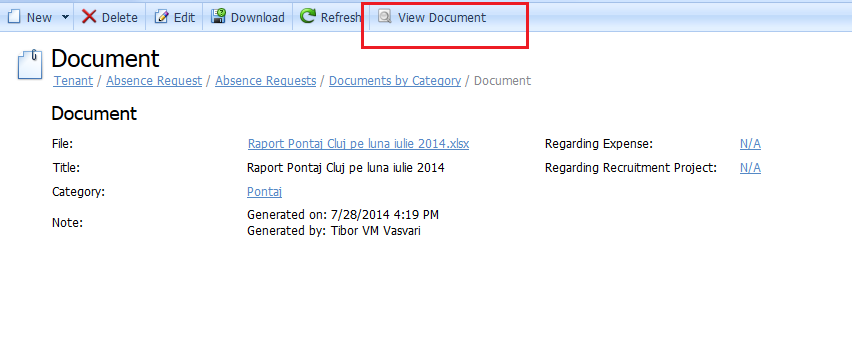 New Delete Edit Download Refresh View Document
Document
Tenant / Absence Request / Absence Requests / Documents by Category / Document
Document
File: Raport Pontaj Cluj pe luna iulie 2014.xlsx Regarding Expense: N/A
Title: Raport Pontaj Cluj pe luna iulie 2014 Regarding Recruitment Project: N/A
Category: Pontaj
Note: Generated on: 7/28/2014 4:19 PM
Generated by: Tibor VM Vasvari